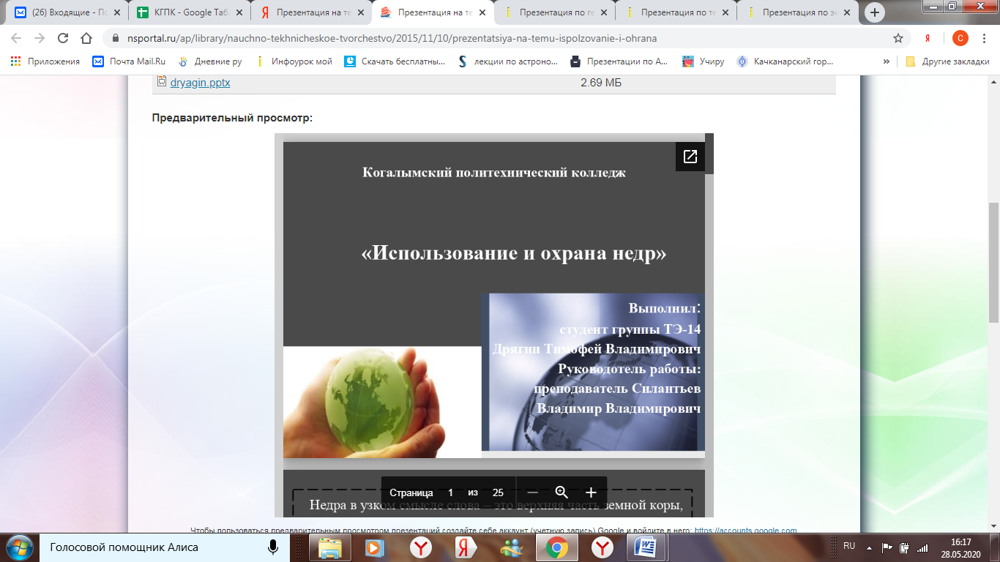 (26) Входящие - По
КГПК - Google Таб
Презентация на те
Презентация на те
Презентация по ге
Презентация по те
Презентация по эк
nsportal.ru/ap/library/nauchno-tekhnicheskoe-tvorchestvo/2015/11/10/prezentatsiya-na-temu-ispolzovanie-i-ohrana
Я
С
Приложения
Почта Mail.Ru
Дневние ру
Инфоурок мой
Скачать бесплатны...
лекции по астроно...
Презентации по А...
Учиру
Качканарский гор...
»
Другие закладки
dryagin.pptx
2.69 МБ
Предварительный просмотр:
Когалымский политехнический колледж
«Использование и охрана недр»
Выполнил:
студент группы ТЭ-14
Дрягин Тимофей Владимирович
Руководотель работы:
преподаватель Силантьев
Владимир Владимирович
Недра в узком смысле слова – это верхняя часть земной коры,
Страница 1 из 25
Чтобы пользоваться предварительным просмотром презентаций создайте себе аккаунт (учетную запись) Google и войдите в него: https://accounts.google.com
Голосовой помощник Алиса
RU
16:17
28.05.2020